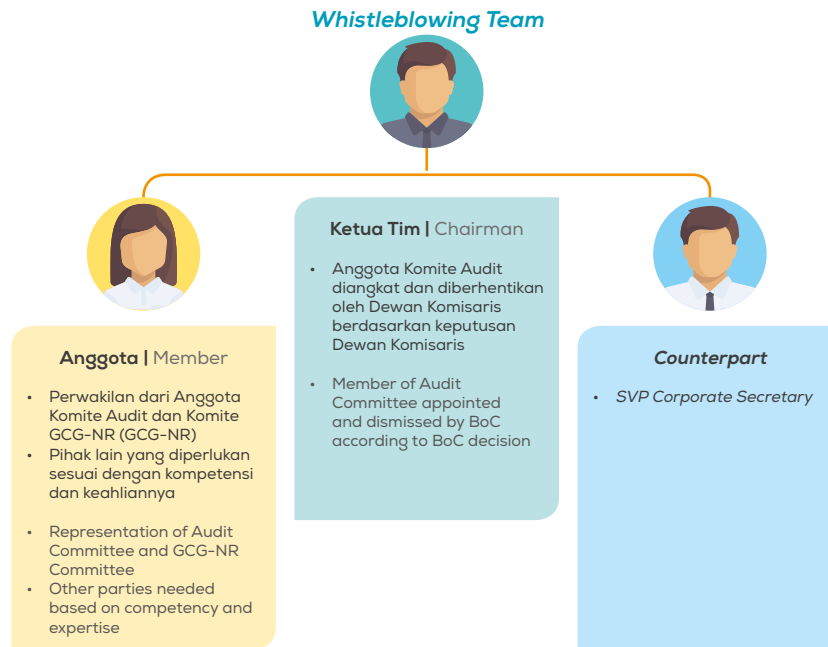 Whistleblowing Team
Ketua Tim | Chairman
• Anggota Komite Audit
diangkat dan diberhentikan
oleh Dewan Komisaris
berdasarkan keputusan
Dewan Komisaris
• Member of Audit
Committee appointed
and dismissed by BoC
according to BoC decision
Anggota | Member
• Perwakilan dari Anggota
Komite Audit dan Komite
GCG-NR (GCG-NR)
• Pihak lain yang diperlukan
sesuai dengan kompetensi
dan keahliannya
• Representation of Audit
Committee and GCG-NR
Committee
• Other parties needed
based on competency and
expertise
Counterpart
• SVP Corporate Secretary